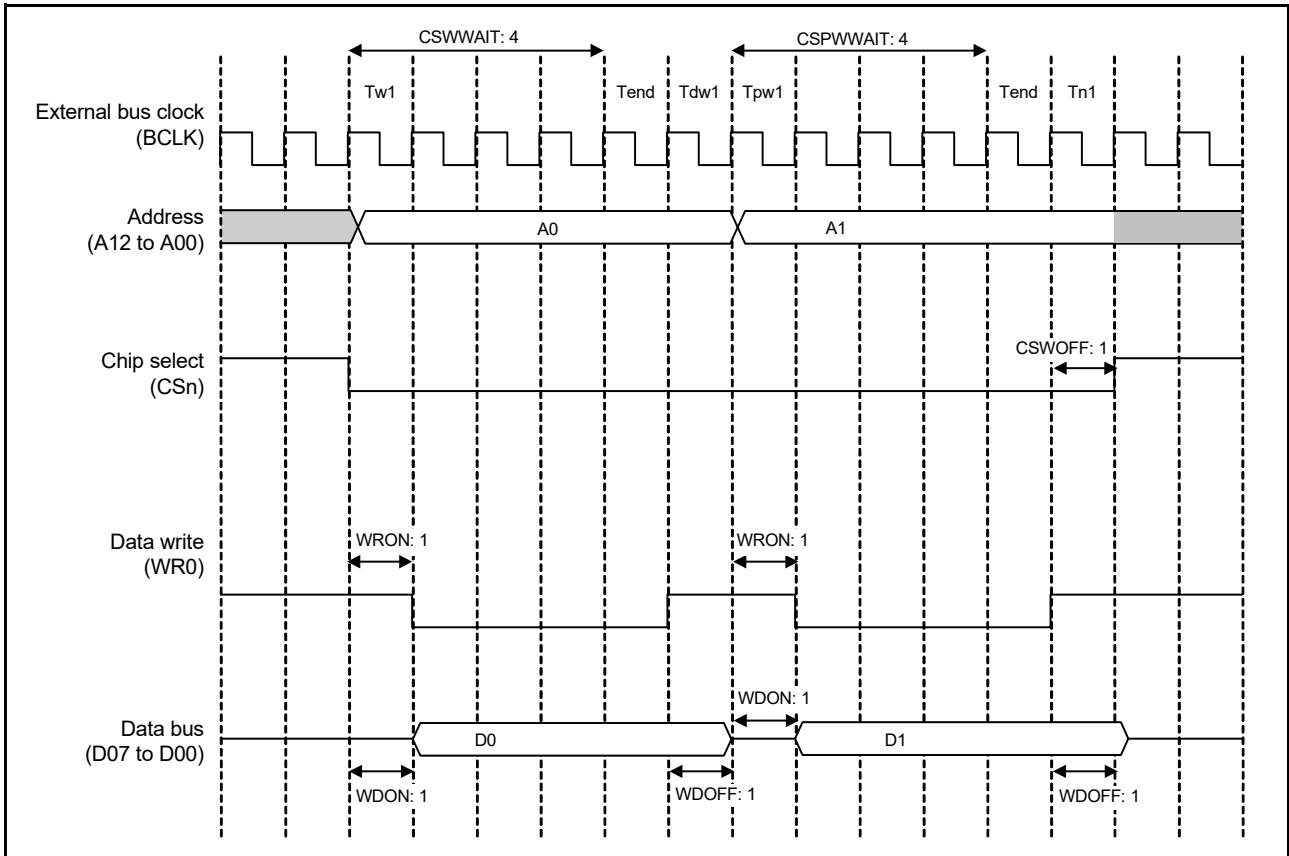 CSWWAIT: 4 CSPWWAIT: 4
Tw1 Tend Tdw1 Tpw1 Tend Tn1
External bus clock
(BCLK)
Address
(A12 to A00)
A0 A1
Chip select
(CSn)
CSWOFF: 1
Data write
(WR0)
WRON: 1 WRON: 1
WDON: 1
Data bus
(D07 to D00)
D0 D1
WDON: 1 WDOFF: 1 WDOFF: 1